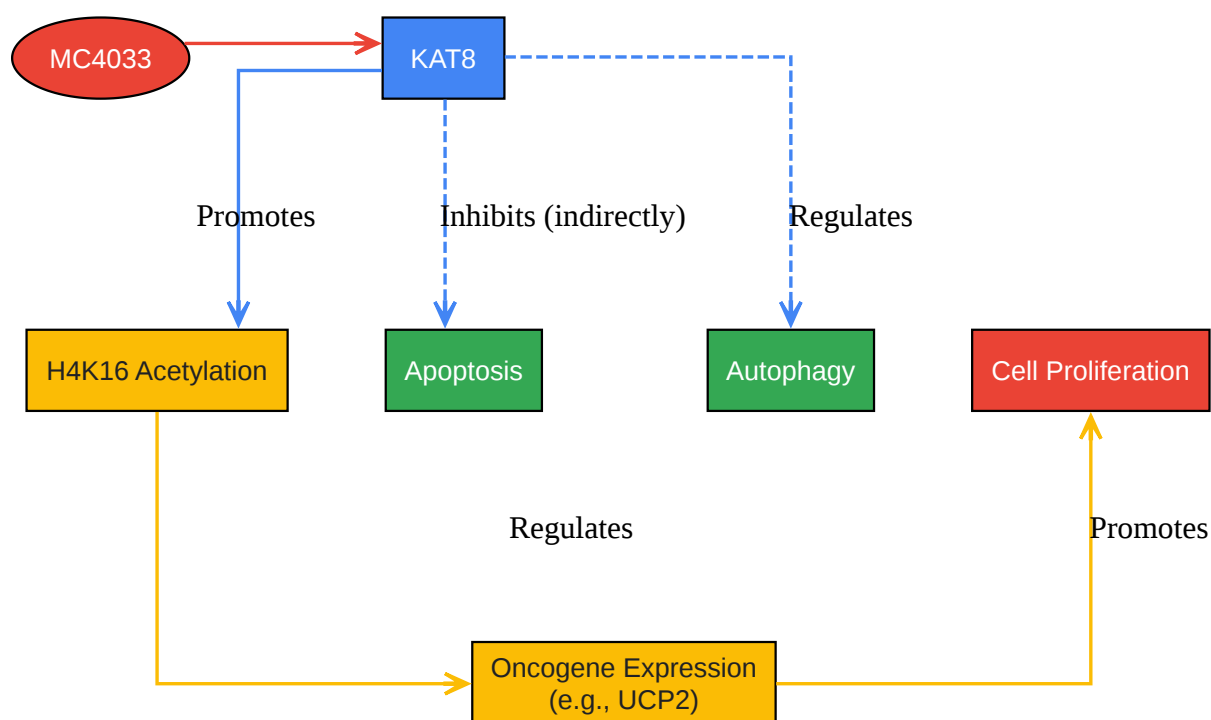 MC4033
KAT8
Promotes
Inhibits (indirectly)
Regulates
H4K16 Acetylation
Apoptosis
Autophagy
Cell Proliferation
Regulates
Promotes
Oncogene Expression
(e.g., UCP2)